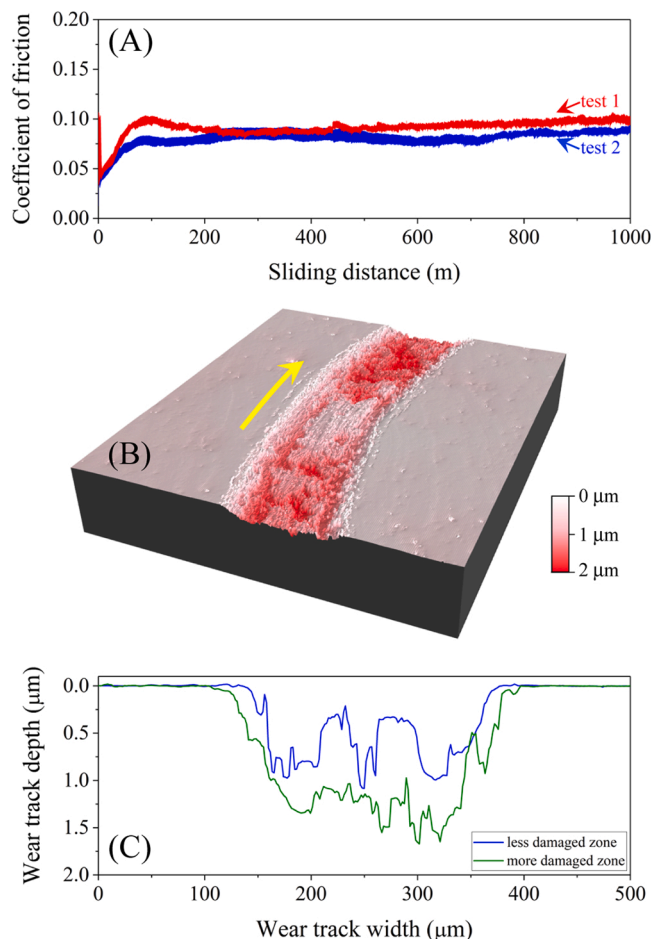 (A)
Coefficient of friction
0.20
0.15
0.10
0.05
0.00
test 1
test 2
0 200 400 600 800 1000
Sliding distance (m)
(B)
0 μm
1 μm
2 μm
Wear track depth (μm)
0.0
0.5
1.0
1.5
2.0
(C)
less damaged zone
more damaged zone
0 100 200 300 400 500
Wear track width (μm)